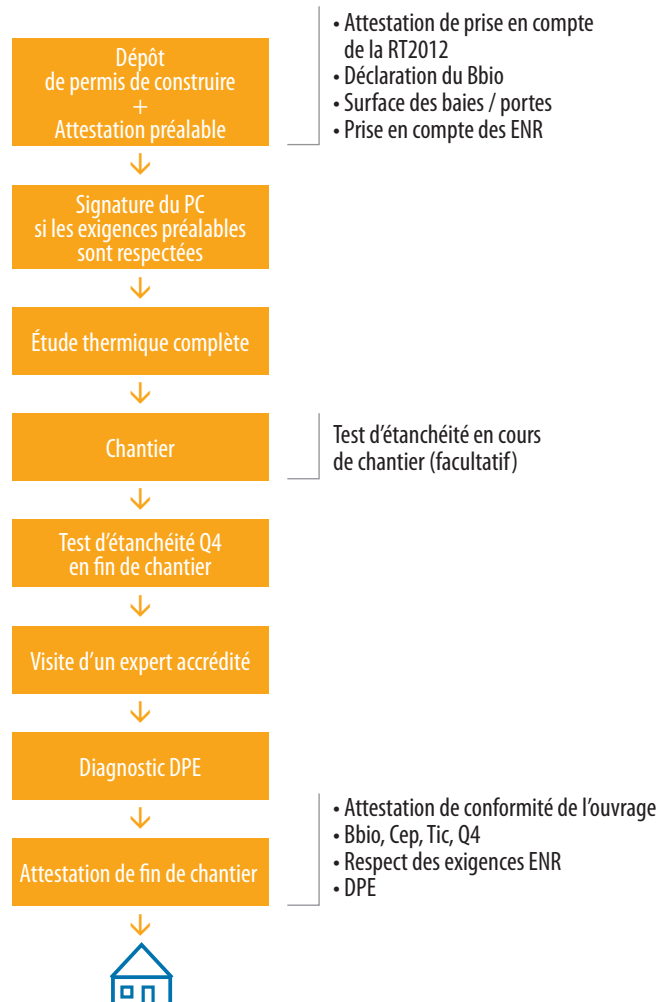 Dépôt
de permis de construire
+
Attestation préalable
• Attestation de prise en compte
de la RT2012
• Déclaration du Bbio
• Surface des baies / portes
• Prise en compte des ENR
Signature du PC
si les exigences préalables
sont respectées
Étude thermique complète
Chantier
Test d’étanchéité en cours
de chantier (facultatif)
Test d’étanchéité Q4
en fin de chantier
Visite d’un expert accrédité
Diagnostic DPE
Attestation de fin de chantier
• Attestation de conformité de l’ouvrage
• Bbio, Cep, Tic, Q4
• Respect des exigences ENR
• DPE